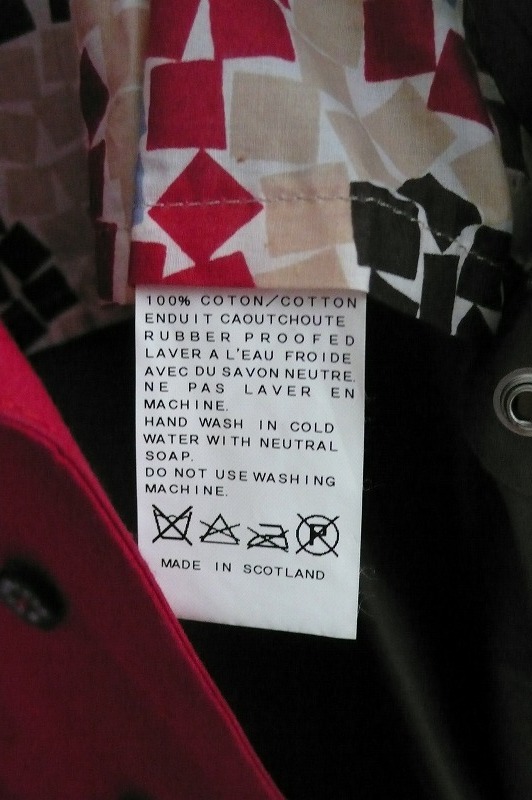 100% COTON/COTTON
ENDUIT CAOUTCHOUTE
RUBBER PROOFED
LAVER A L'EAU FROIDE
AVEC DU SAVON NEUTRE.
NE PAS LAVER EN
MACHINE.
HAND WASH IN COLD
WATER WITH NEUTRAL
SOAP.
DO NOT USE WASHING
MACHINE.
P
MADE IN SCOTLAND